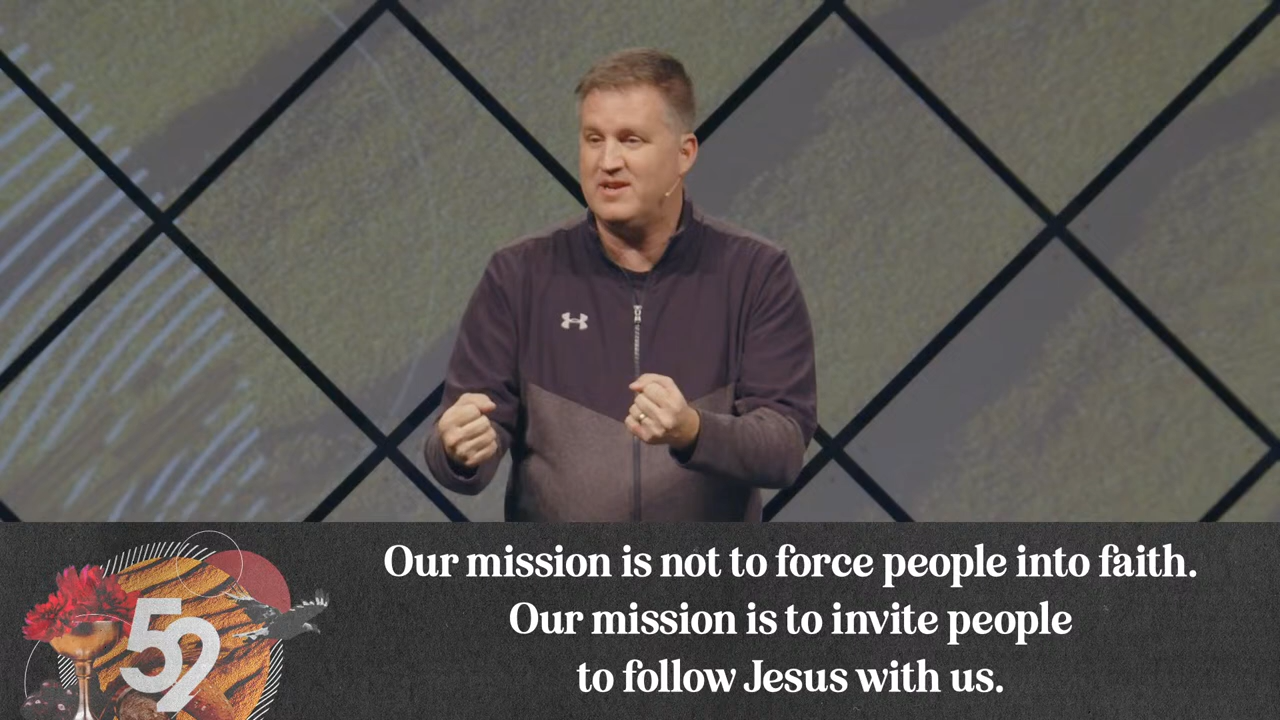 52
Our mission is not to force people into faith.
Our mission is to invite people
to follow Jesus with us.